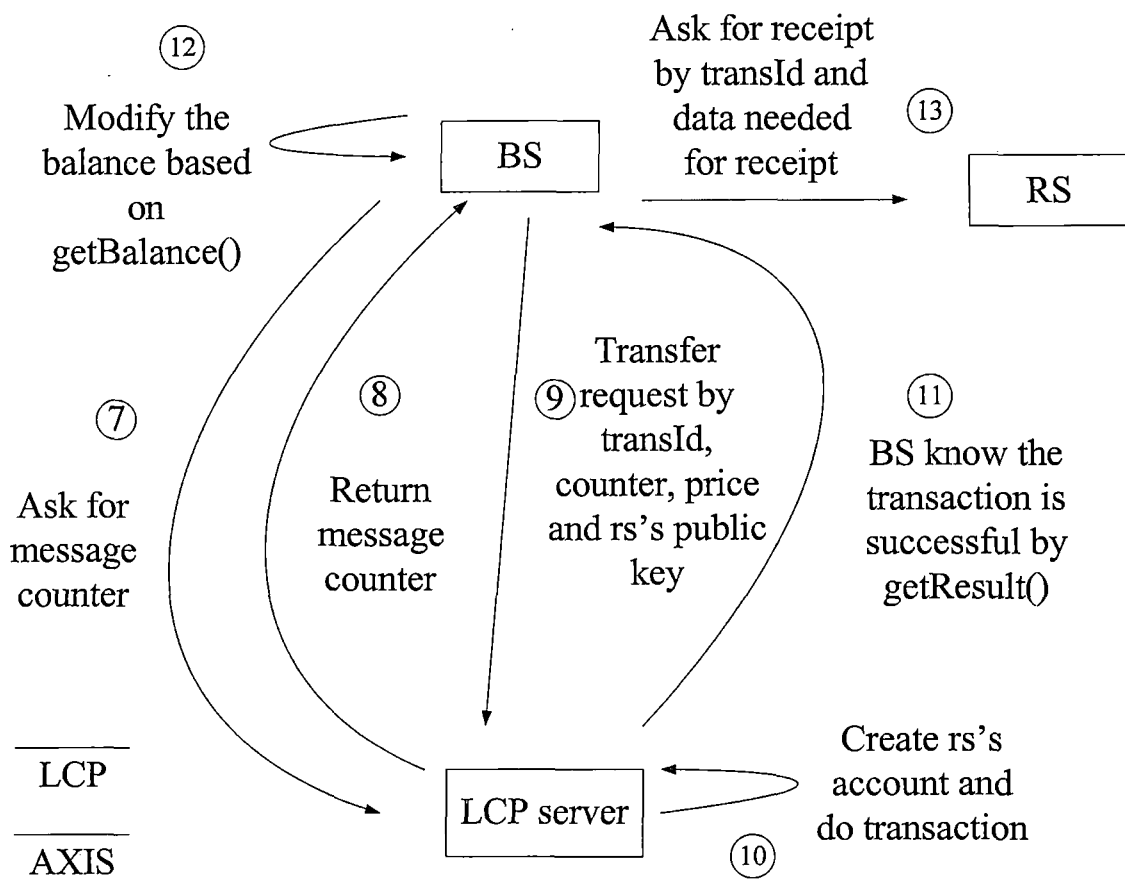 12
Modify the
balance based
on
getBalance()
BS
Ask for receipt
by transId and
data needed
for receipt
13
RS
7
Ask for
message
counter
8
Return
message
counter
9
Transfer
request by
transId,
counter, price
and rs's public
key
11
BS know the
transaction is
successful by
getResult()
LCP
AXIS
LCP server
Create rs's
account and
do transaction
10